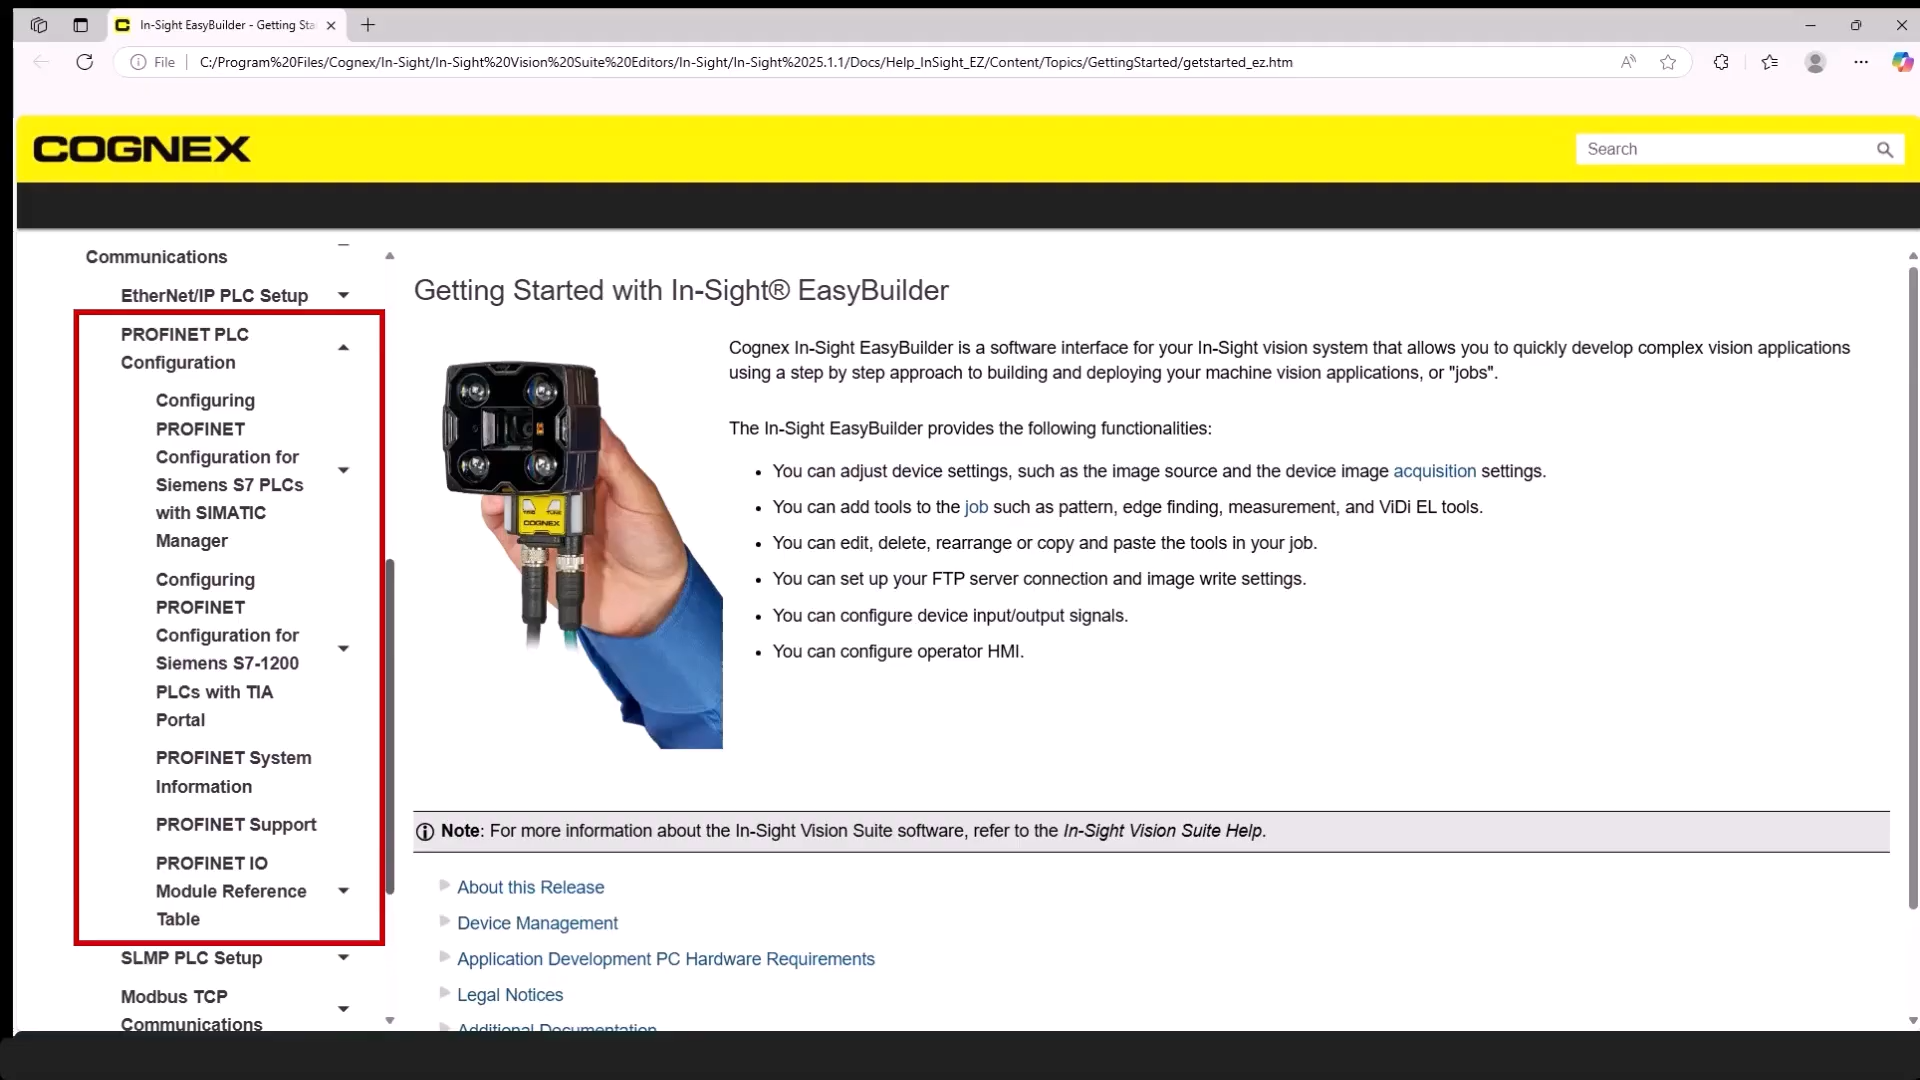 In-Sight EasyBuilder - Getting Sta
File
C:/Program%20Files/Cognex/In-Sight/In-Sight%20Vision%20Suite%20Editors/In-Sight/In-Sight%2025.1.1/Docs/Help_InSight_EZ/Content/Topics/GettingStarted/getstarted_ez.htm
COGNEX
Search
Communications
EtherNet/IP PLC Setup
PROFINET PLC
Configuration
Configuring
PROFINET
Configuration for
Siemens S7 PLCs
with SIMATIC
Manager
Configuring
PROFINET
Configuration for
Siemens S7-1200
PLCs with TIA
Portal
PROFINET System
Information
PROFINET Support
PROFINET IO
Module Reference
Table
SLMP PLC Setup
Modbus TCP
Communications
Getting Started with In-Sight® EasyBuilder
TRIG TUNE
COGNEX
Cognex In-Sight EasyBuilder is a software interface for your In-Sight vision system that allows you to quickly develop complex vision applications
using a step by step approach to building and deploying your machine vision applications, or "jobs".
The In-Sight EasyBuilder provides the following functionalities:
• You can adjust device settings, such as the image source and the device image acquisition settings.
• You can add tools to the job such as pattern, edge finding, measurement, and ViDi EL tools.
• You can edit, delete, rearrange or copy and paste the tools in your job.
• You can set up your FTP server connection and image write settings.
• You can configure device input/output signals.
• You can configure operator HMI.
Note: For more information about the In-Sight Vision Suite software, refer to the In-Sight Vision Suite Help.
About this Release
Device Management
Application Development PC Hardware Requirements
Legal Notices
Additional Documentation